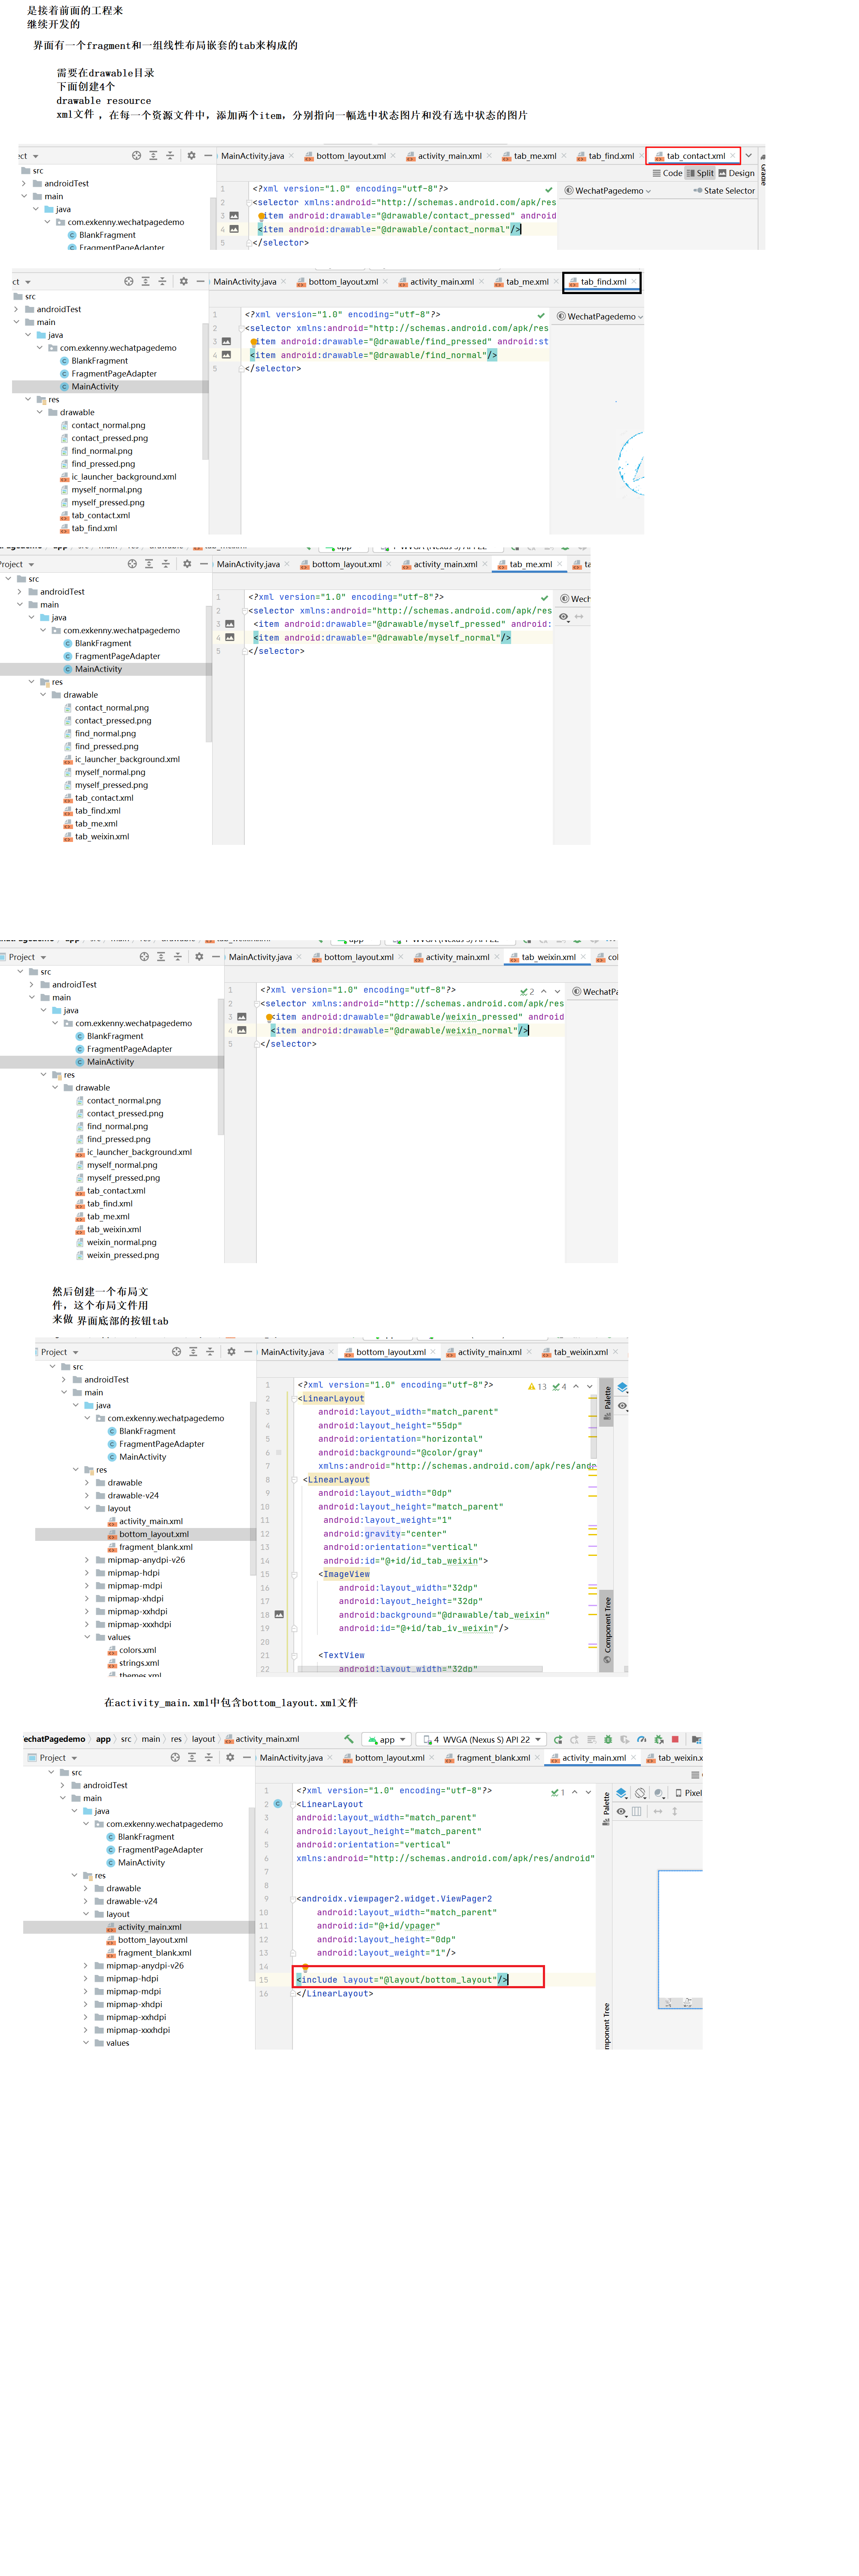 是接着前面的工程来
继续开发的
界面有一个fragment和一组线性布局嵌套的tab来构成的
需要在drawable目录
下面创建4个
drawable resource
xml文件 ，在每一个资源文件中，添加两个item，分别指向一幅选中状态图片和没有选中状态的图片
MainActivity.java bottom_layout.xml activity_main.xml tab_me.xml tab_find.xml tab_contact.xml
Code Split Design
src
androidTest
main
java
com.exkenny.wechatpagedemo
BlankFragment
FragmentPageAdapter
1 <?xml version="1.0" encoding="utf-8"?>
2 <selector xmlns:android="http://schemas.android.com/apk/res
3 item android:drawable="@drawable/contact_pressed" android
4 <item android:drawable="@drawable/contact_normal"/>
5 </selector>
WechatPagedemo
State Selector
MainActivity.java bottom_layout.xml activity_main.xml tab_me.xml tab_find.xml
src
androidTest
main
java
com.exkenny.wechatpagedemo
BlankFragment
FragmentPageAdapter
MainActivity
res
drawable
contact_normal.png
contact_pressed.png
find_normal.png
find_pressed.png
ic_launcher_background.xml
myself_normal.png
myself_pressed.png
tab_contact.xml
tab_find.xml
1 <?xml version="1.0" encoding="utf-8"?>
2 <selector xmlns:android="http://schemas.android.com/apk/res
3 item android:drawable="@drawable/find_pressed" android:st
4 <item android:drawable="@drawable/find_normal"/>
5 </selector>
WechatPagedemo
Project
MainActivity.java bottom_layout.xml activity_main.xml tab_me.xml
src
androidTest
main
java
com.exkenny.wechatpagedemo
BlankFragment
FragmentPageAdapter
MainActivity
res
drawable
contact_normal.png
contact_pressed.png
find_normal.png
find_pressed.png
ic_launcher_background.xml
myself_normal.png
myself_pressed.png
tab_contact.xml
tab_find.xml
tab_me.xml
tab_weixin.xml
1 <?xml version="1.0" encoding="utf-8"?>
2 <selector xmlns:android="http://schemas.android.com/apk/res
3 <item android:drawable="@drawable/myself_pressed" android:
4 <item android:drawable="@drawable/myself_normal"/>
5 </selector>
Project
MainActivity.java bottom_layout.xml activity_main.xml tab_weixin.xml
src
androidTest
main
java
com.exkenny.wechatpagedemo
BlankFragment
FragmentPageAdapter
MainActivity
res
drawable
contact_normal.png
contact_pressed.png
find_normal.png
find_pressed.png
ic_launcher_background.xml
myself_normal.png
myself_pressed.png
tab_contact.xml
tab_find.xml
tab_me.xml
tab_weixin.xml
weixin_normal.png
weixin_pressed.png
1 <?xml version="1.0" encoding="utf-8"?>
2 <selector xmlns:android="http://schemas.android.com/apk/res
3 <item android:drawable="@drawable/weixin_pressed" android
4 <item android:drawable="@drawable/weixin_normal"/>
5 </selector>
然后创建一个布局文
件，这个布局文件用
来做 界面底部的按钮tab
Project
MainActivity.java bottom_layout.xml activity_main.xml tab_weixin.xml
src
androidTest
main
java
com.exkenny.wechatpagedemo
BlankFragment
FragmentPageAdapter
MainActivity
res
drawable
drawable-v24
layout
activity_main.xml
bottom_layout.xml
fragment_blank.xml
mipmap-anydpi-v26
mipmap-hdpi
mipmap-mdpi
mipmap-xhdpi
mipmap-xxhdpi
mipmap-xxxhdpi
values
colors.xml
strings.xml
themes.xml
1 <?xml version="1.0" encoding="utf-8"?>
2 <LinearLayout
3 android:layout_width="match_parent"
4 android:layout_height="55dp"
5 android:orientation="horizontal"
6 android:background="@color/gray"
7 xmlns:android="http://schemas.android.com/apk/res/andr
8 <LinearLayout
9 android:layout_width="0dp"
10 android:layout_height="match_parent"
11 android:layout_weight="1"
12 android:gravity="center"
13 android:orientation="vertical"
14 android:id="@+id/id_tab_weixin">
15 <ImageView
16 android:layout_width="32dp"
17 android:layout_height="32dp"
18 android:background="@drawable/tab_weixin"
19 android:id="@+id/tab_iv_weixin"/>
20
21 <TextView
22 android:layout_width="32dp"
13 4
Palette
Component Tree
在activity_main.xml中包含bottom_layout.xml文件
echatPagedemo app src main res layout activity_main.xml app 4 WVGA (Nexus S) API 22
Project
MainActivity.java bottom_layout.xml fragment_blank.xml activity_main.xml tab_weixin.x
src
androidTest
main
java
com.exkenny.wechatpagedemo
BlankFragment
FragmentPageAdapter
MainActivity
res
drawable
drawable-v24
layout
activity_main.xml
bottom_layout.xml
fragment_blank.xml
mipmap-anydpi-v26
mipmap-hdpi
mipmap-mdpi
mipmap-xhdpi
mipmap-xxhdpi
mipmap-xxxhdpi
values
1 <?xml version="1.0" encoding="utf-8"?>
2 <LinearLayout
3 android:layout_width="match_parent"
4 android:layout_height="match_parent"
5 android:orientation="vertical"
6 xmlns:android="http://schemas.android.com/apk/res/android"
7
8
9 <androidx.viewpager2.widget.ViewPager2
10 android:layout_width="match_parent"
11 android:id="@+id/vpager"
12 android:layout_height="0dp"
13 android:layout_weight="1"/>
14
15 <include layout="@layout/bottom_layout"/>
16 </LinearLayout>
Palette
Pixel
mponent Tree